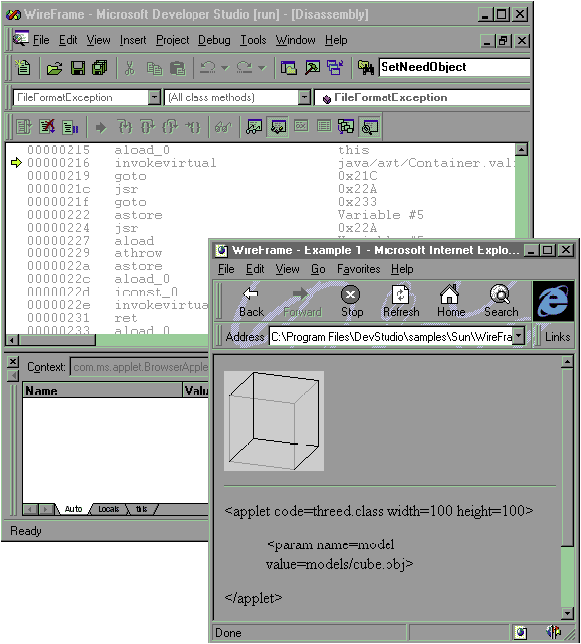 WireFrame - Microsoft Developer Studio [run] - [Disassembly]
File Edit View Insert Project Debug Tools Window Help
SetNeedObject
FileFormatException (All class methods) FileFormatException
00000215 aload_0 this
00000216 invokevirtual java/awt/Container.vali
00000219 goto 0x21C
0000021c jsr 0x22A
0000021f goto 0x233
00000222 astore Variable #5
00000224 jsr 0x22A
00000227 aload
00000229 athrow
0000022a astore
0000022c aload_0
0000022d iconst_0
0000022e invokevirtua
00000231 ret
00000233 aload_0
Context: com.ms.applet.BrowserApple
Name Valu
Auto Locals this
Ready
WireFrame - Example 1 - Microsoft Internet Explo...
File Edit View Go Favorites Help
Back Forward Stop Refresh Home Search
Address C:\Program Files\DevStudio\samples\Sun\WireFra Links
<applet code=threed.class width=100 height=100>
<param name=model
value=models/cube.obj>
</applet>
Done